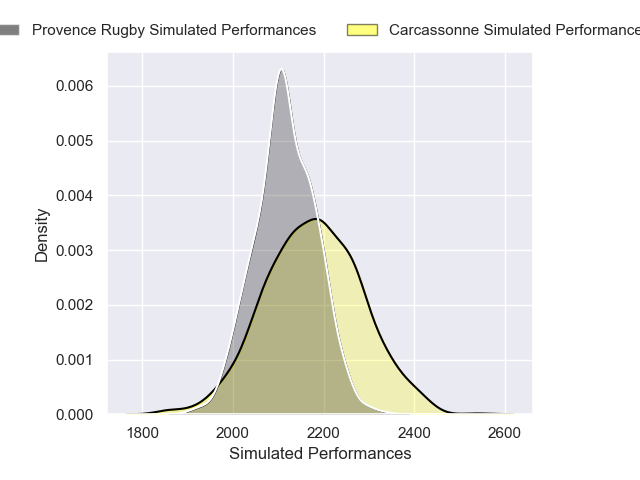 Provence Rugby Simulated Performances
Carcassonne Simulated Performance
0.006
0.005
0.004
0.003
0.002
0.001
0.000
Density
1800 2000 2200 2400 2600
Simulated Performances